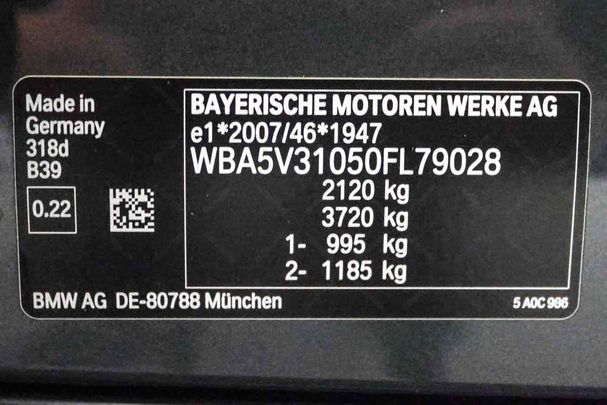 Made in
Germany
318d
B39
0.22
BAYERISCHE MOTOREN WERKE AG
e1*2007/46*1947
WBA5V31050FL79028
2120 kg
3720 kg
1- 995 kg
2- 1185 kg
BMW AG DE-80788 München
5 A0C 986